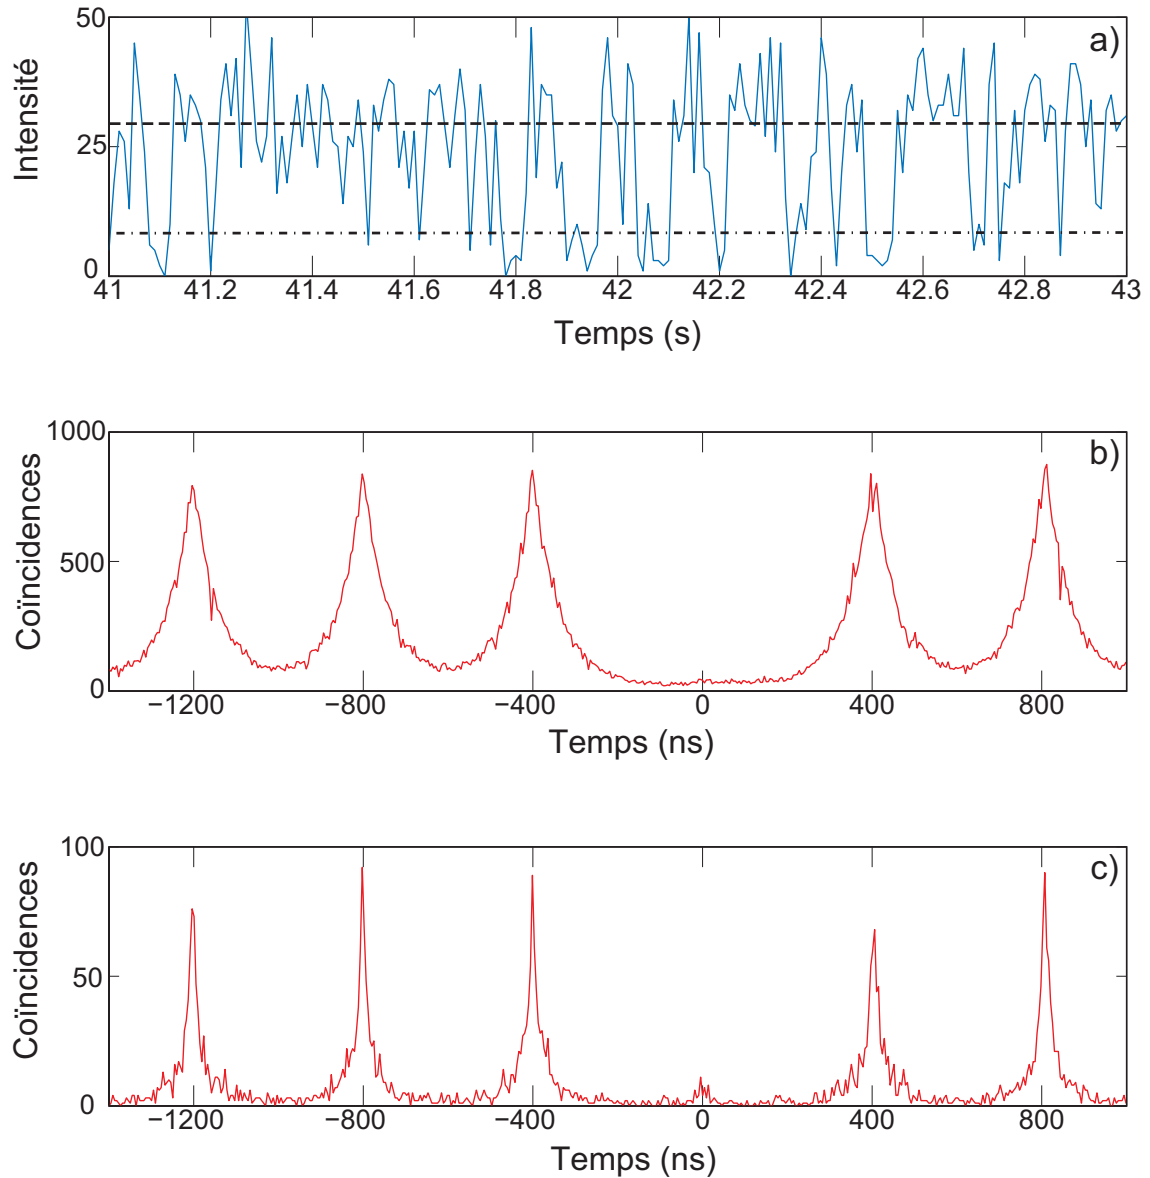 a)
50
25
0
Intensité
41 41.2 41.4 41.6 41.8 42 42.2 42.4 42.6 42.8 43
Temps (s)
b)
1000
500
0
Coïncidences
−1200 −800 −400 0 400 800
Temps (ns)
c)
100
50
0
Coïncidences
−1200 −800 −400 0 400 800
Temps (ns)